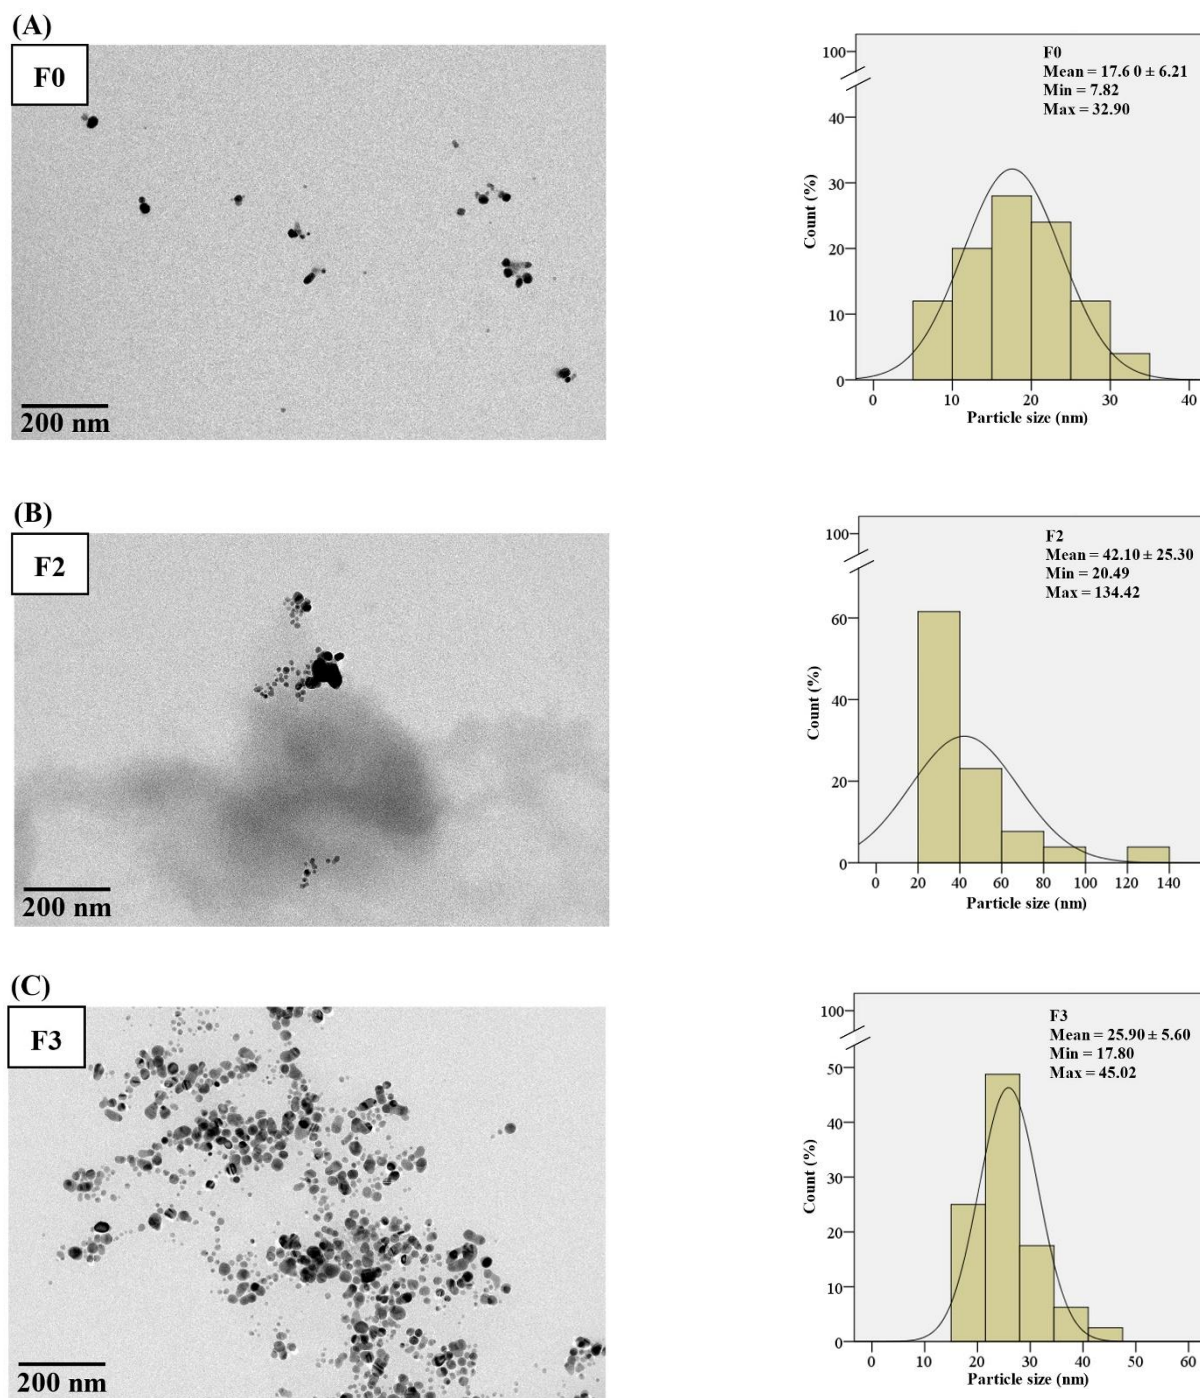 (A)
F0
200 nm
F0
Mean = 17.6 0 ± 6.21
Min = 7.82
Max = 32.90
100
40
30
20
10
0
Count (%)
0 10 20 30 40
Particle size (nm)
(B)
F2
200 nm
F2
Mean = 42.10 ± 25.30
Min = 20.49
Max = 134.42
100
60
40
20
0
Count (%)
0 20 40 60 80 100 120 140
Particle size (nm)
(C)
F3
200 nm
F3
Mean = 25.90 ± 5.60
Min = 17.80
Max = 45.02
100
50
40
30
20
10
0
Count (%)
0 10 20 30 40 50 60
Particle size (nm)